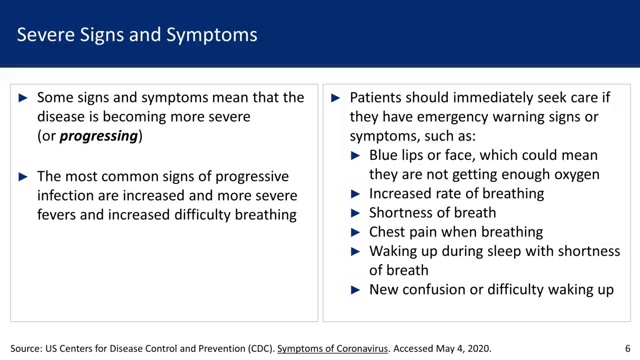 Severe Signs and Symptoms
► Some signs and symptoms mean that the
disease is becoming more severe
(or progressing)
► The most common signs of progressive
infection are increased and more severe
fevers and increased difficulty breathing
► Patients should immediately seek care if
they have emergency warning signs or
symptoms, such as:
► Blue lips or face, which could mean
they are not getting enough oxygen
► Increased rate of breathing
► Shortness of breath
► Chest pain when breathing
► Waking up during sleep with shortness
of breath
► New confusion or difficulty waking up
Source: US Centers for Disease Control and Prevention (CDC). Symptoms of Coronavirus. Accessed May 4, 2020.
6